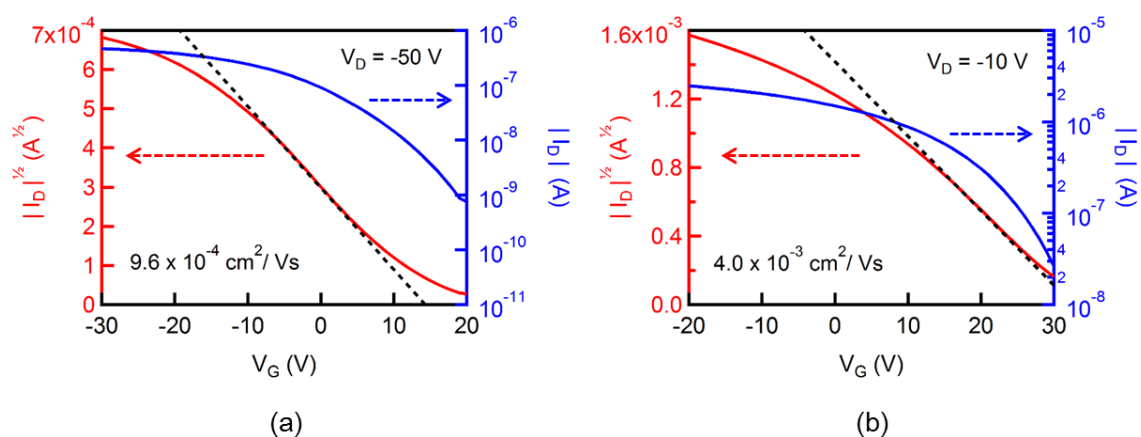 7x10⁻⁴
6
5
4
3
2
1
0
| I_D |^½ (A^½)
V_D = -50 V
9.6 x 10⁻⁴ cm²/ Vs
10⁻⁶
10⁻⁷
10⁻⁸
10⁻⁹
10⁻¹⁰
10⁻¹¹
| I_D | (A)
-30 -20 -10 0 10 20
V_G (V)
(a)
1.6x10⁻³
1.2
0.8
0.4
0.0
| I_D |^½ (A^½)
V_D = -10 V
4.0 x 10⁻³ cm²/ Vs
10⁻⁵
4
2
10⁻⁶
4
2
10⁻⁷
4
2
10⁻⁸
| I_D | (A)
-20 -10 0 10 20 30
V_G (V)
(b)